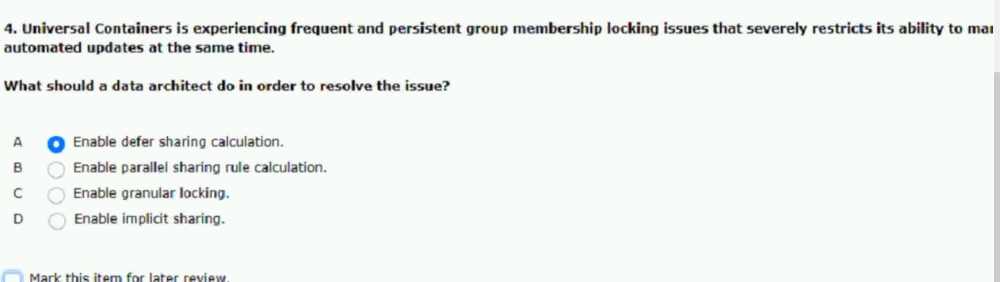 4. Universal Containers is experiencing frequent and persistent group membership locking issues that severely restricts its ability to
automated updates at the same time.
What should a data architect do in order to resolve the issue?
A Enable defer sharing calculation.
B Enable parallel sharing rule calculation.
C Enable granular locking.
D Enable implicit sharing.
Mark this item for later review.